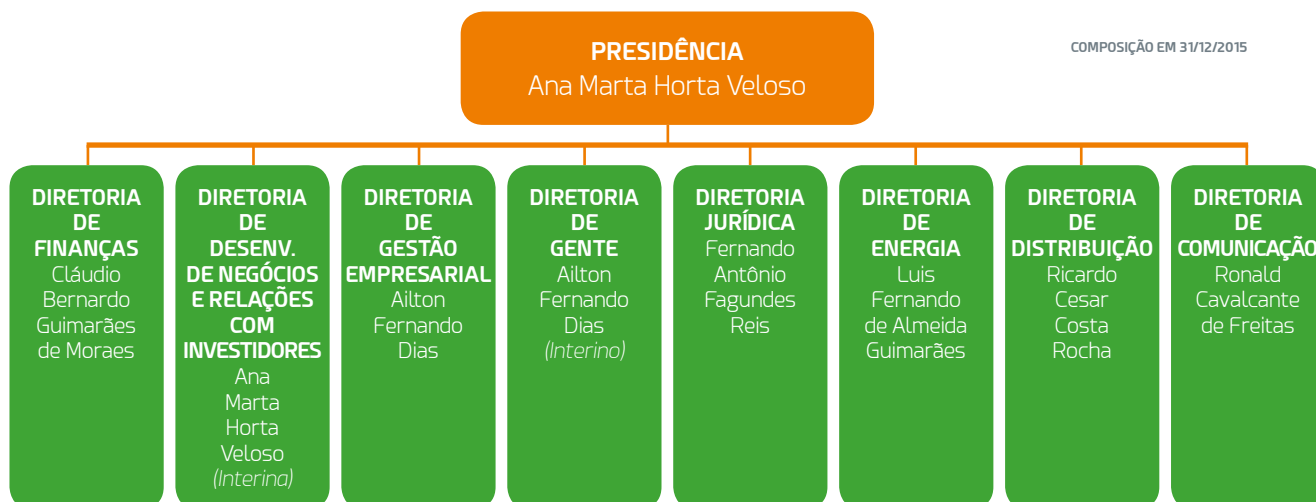 PRESIDÊNCIA
Ana Marta Horta Veloso
COMPOSIÇÃO EM 31/12/2015
DIRETORIA
DE
FINANÇAS
Cláudio
Bernardo
Guimarães
de Moraes
DIRETORIA
DE
DESENV.
DE NEGÓCIOS
E RELAÇÕES
COM
INVESTIDORES
Ana
Marta
Horta
Veloso
(Interina)
DIRETORIA
DE
GESTÃO
EMPRESARIAL
Ailton
Fernando
Dias
DIRETORIA
DE
GENTE
Ailton
Fernando
Dias
(Interino)
DIRETORIA
JURÍDICA
Fernando
Antônio
Fagundes
Reis
DIRETORIA
DE
ENERGIA
Luis
Fernando
de Almeida
Guimarães
DIRETORIA
DE
DISTRIBUIÇÃO
Ricardo
Cesar
Costa
Rocha
DIRETORIA
DE
COMUNICAÇÃO
Ronald
Cavalcante
de Freitas